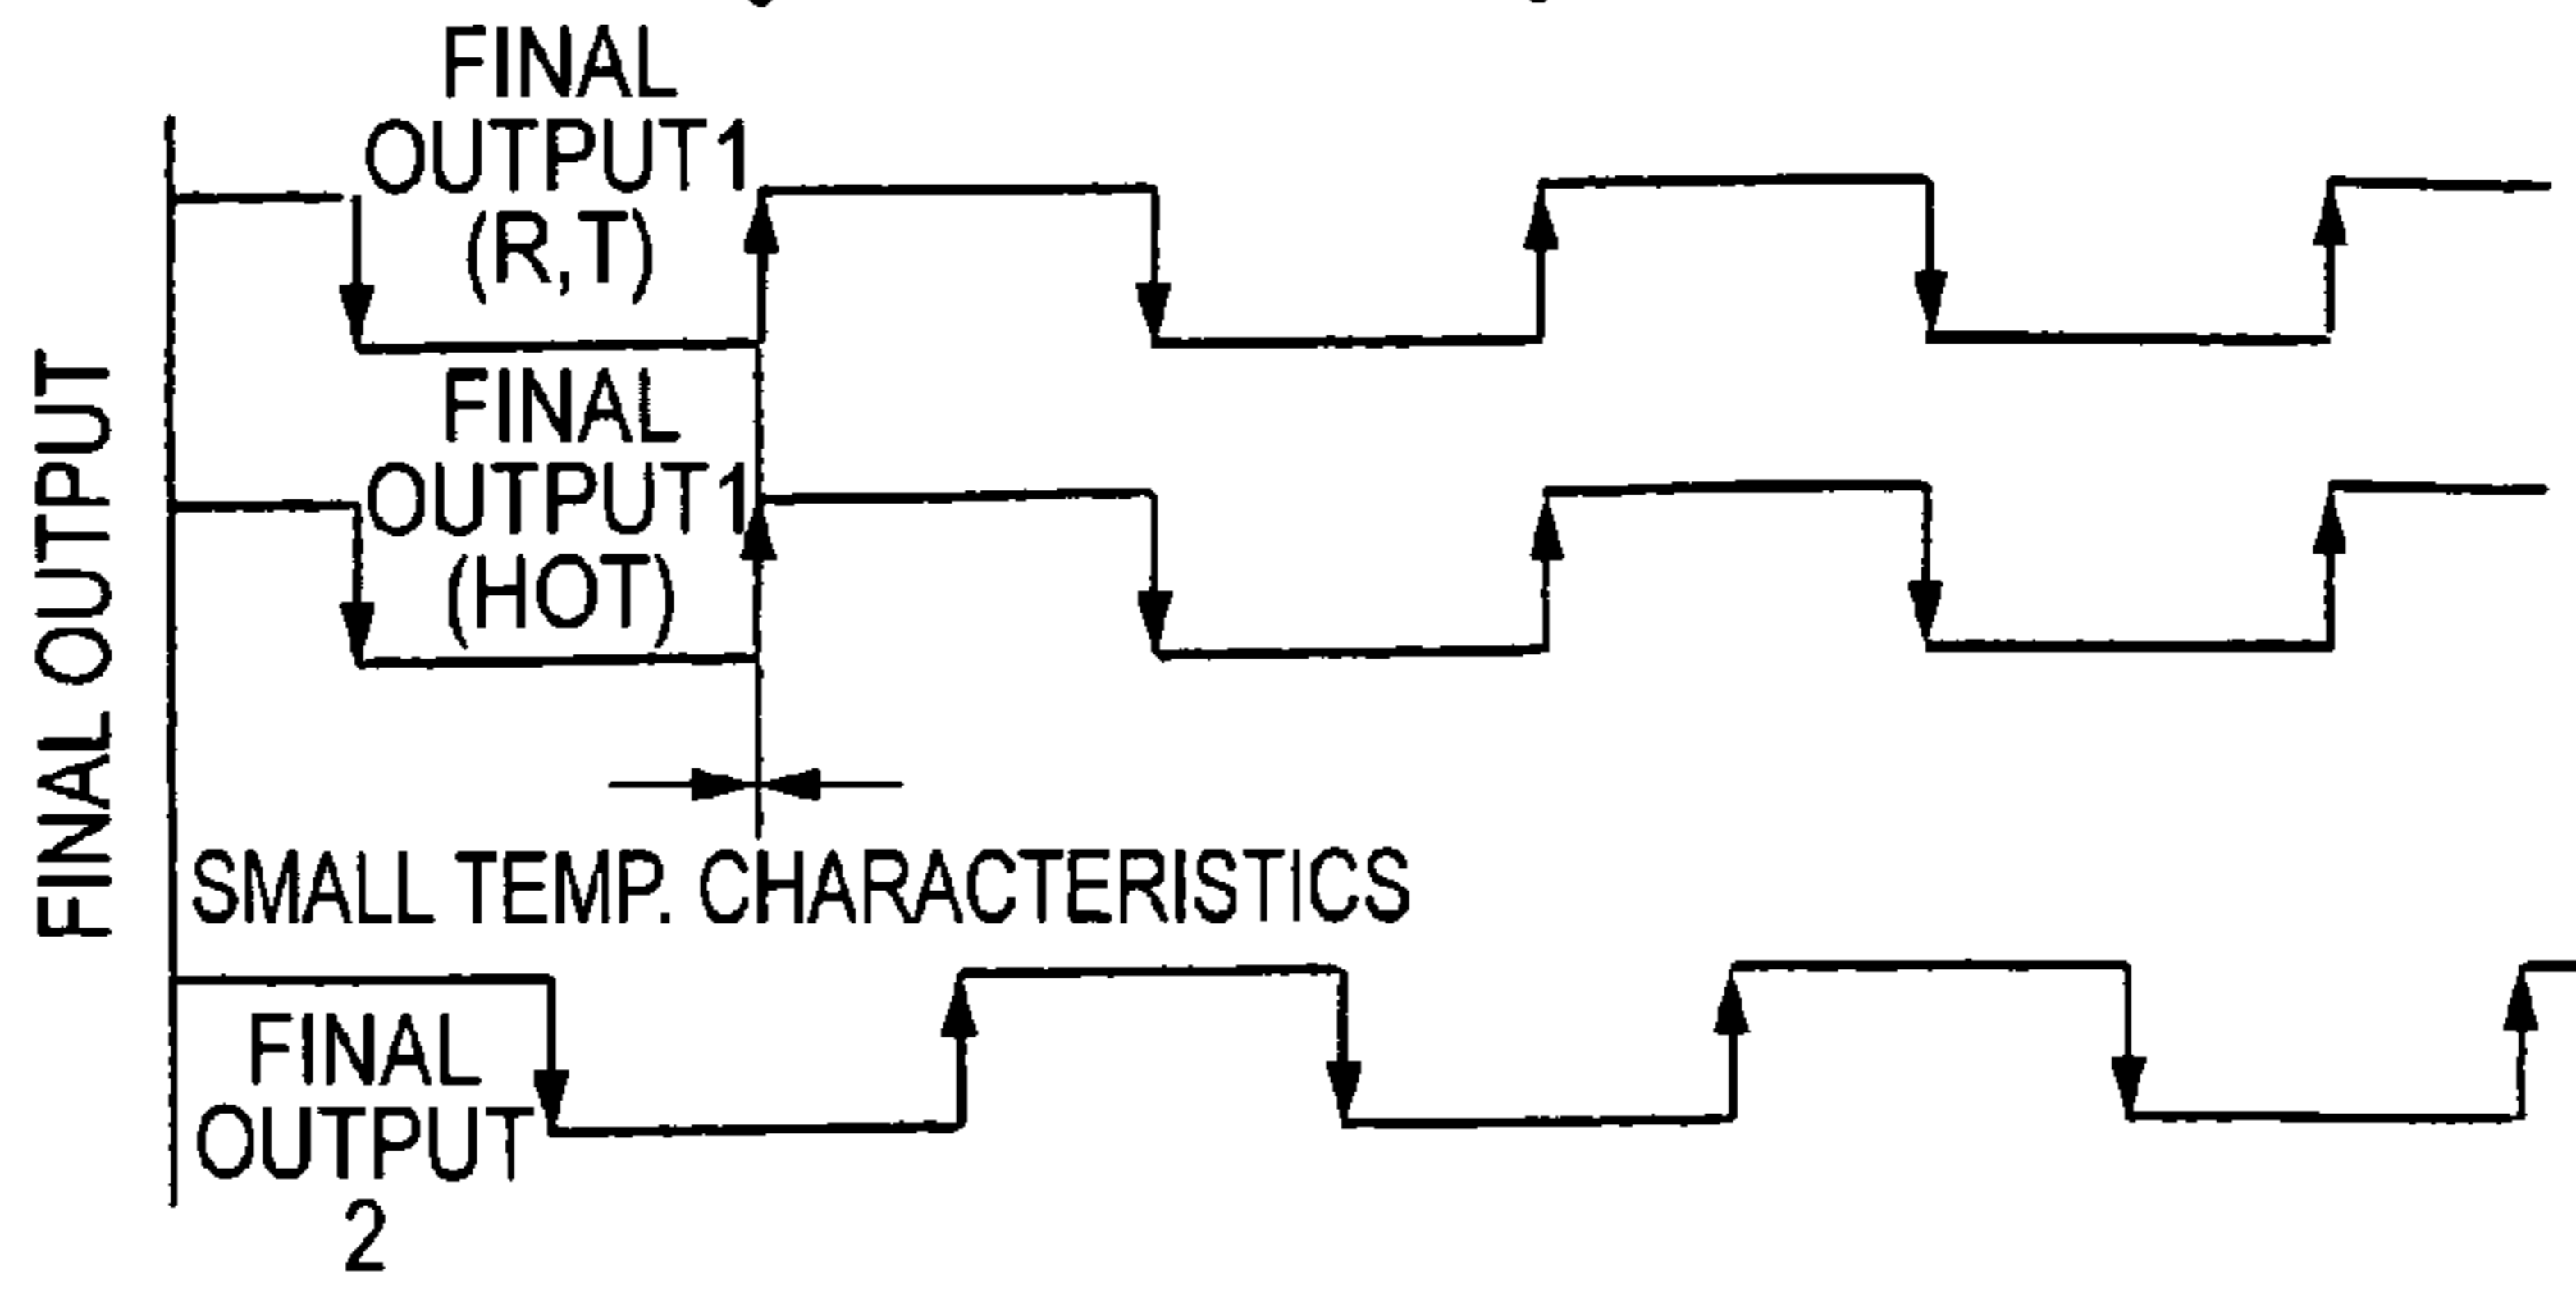 FINAL OUTPUT
FINAL
OUTPUT1
(R,T)
FINAL
OUTPUT1
(HOT)
SMALL TEMP. CHARACTERISTICS
FINAL
OUTPUT
2